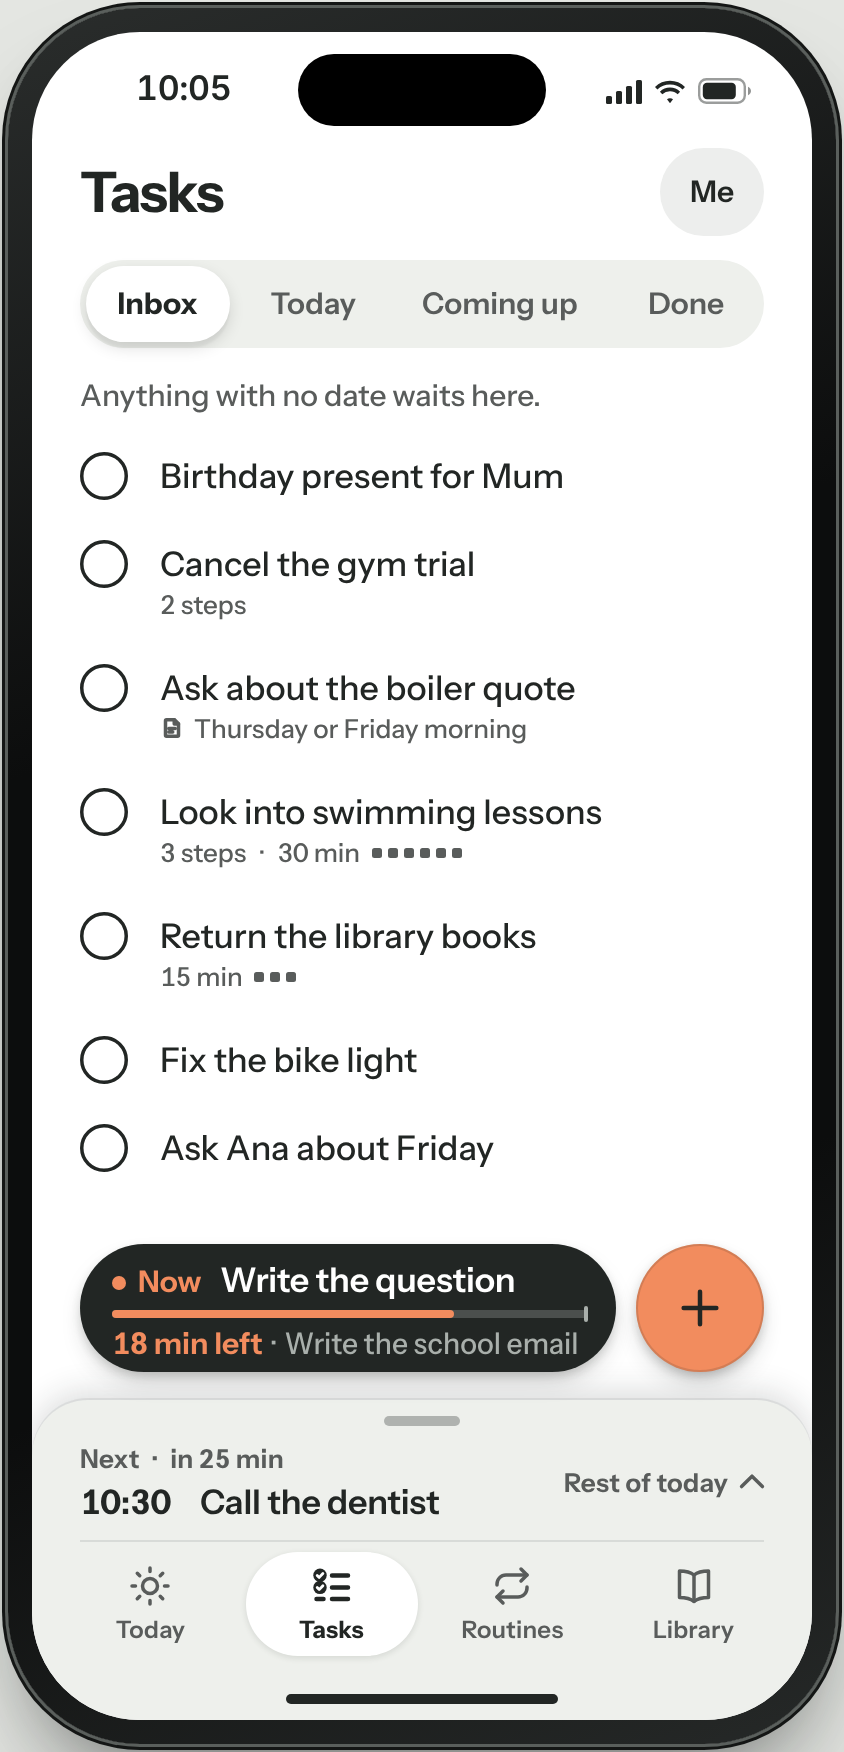 10:05
Tasks
Me
Inbox Today Coming up Done
Anything with no date waits here.
Birthday present for Mum
Cancel the gym trial
2 steps
Ask about the boiler quote
Thursday or Friday morning
Look into swimming lessons
3 steps · 30 min
Return the library books
15 min
Fix the bike light
Ask Ana about Friday
Now Write the question
18 min left · Write the school email
Next · in 25 min
10:30 Call the dentist
Rest of today
Today Tasks Routines Library